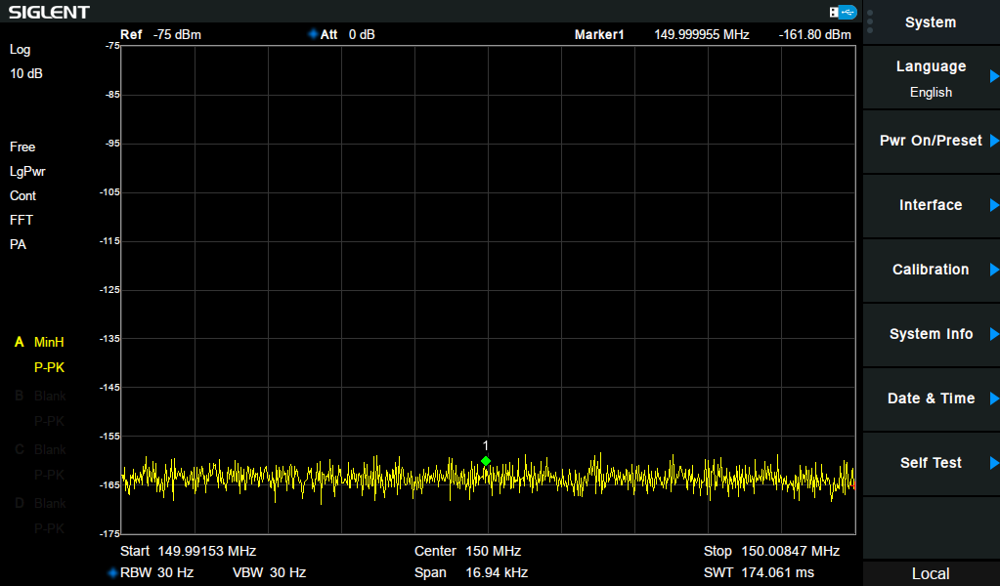 SIGLENT
Ref -75 dBm Att 0 dB Marker1 149.999955 MHz -161.80 dBm
Log
10 dB
Free
LgPwr
Cont
FFT
PA
A MinH
P-PK
B Blank
P-PK
C Blank
P-PK
D Blank
P-PK
-75
-85
-95
-105
-115
-125
-135
-145
-155
-165
-175
1
Start 149.99153 MHz Center 150 MHz Stop 150.00847 MHz
RBW 30 Hz VBW 30 Hz Span 16.94 kHz SWT 174.061 ms
System
Language
English
Pwr On/Preset
Interface
Calibration
System Info
Date & Time
Self Test
Local